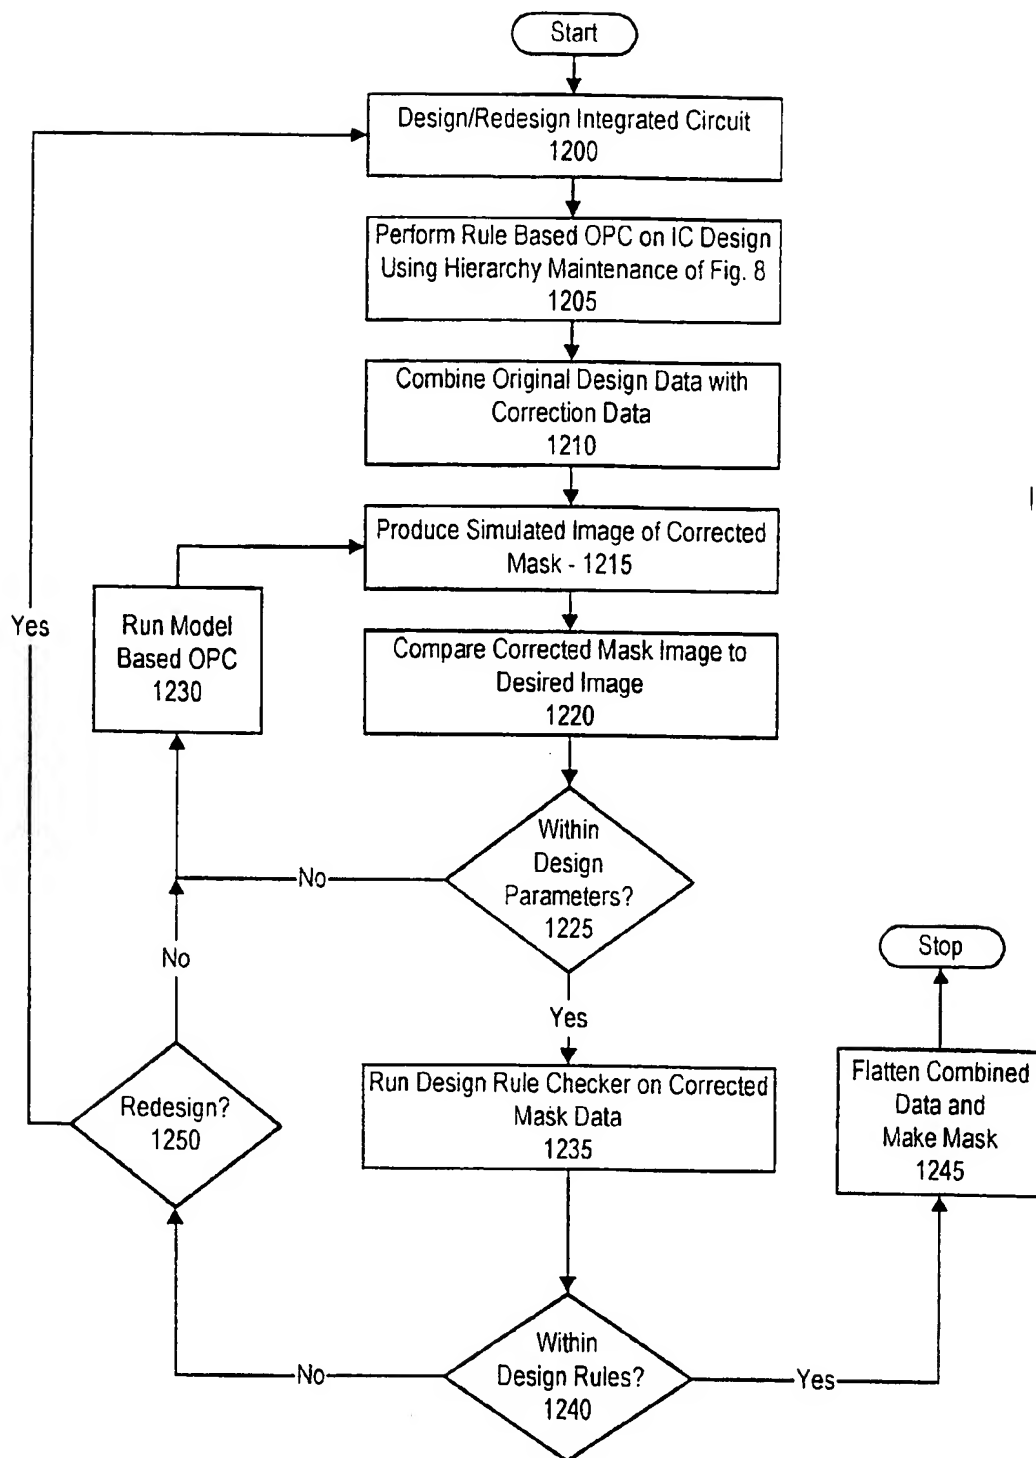 Start
Design/Redesign Integrated Circuit
1200
Perform Rule Based OPC on IC Design
Using Hierarchy Maintenance of Fig. 8
1205
Combine Original Design Data with
Correction Data
1210
Produce Simulated Image of Corrected
Mask - 1215
Yes
Run Model
Based OPC
1230
Compare Corrected Mask Image to
Desired Image
1220
Within
Design
Parameters?
1225
No
No
Yes
Stop
Redesign?
1250
Run Design Rule Checker on Corrected
Mask Data
1235
Flatten Combined
Data and
Make Mask
1245
Within
Design Rules?
1240
No
Yes